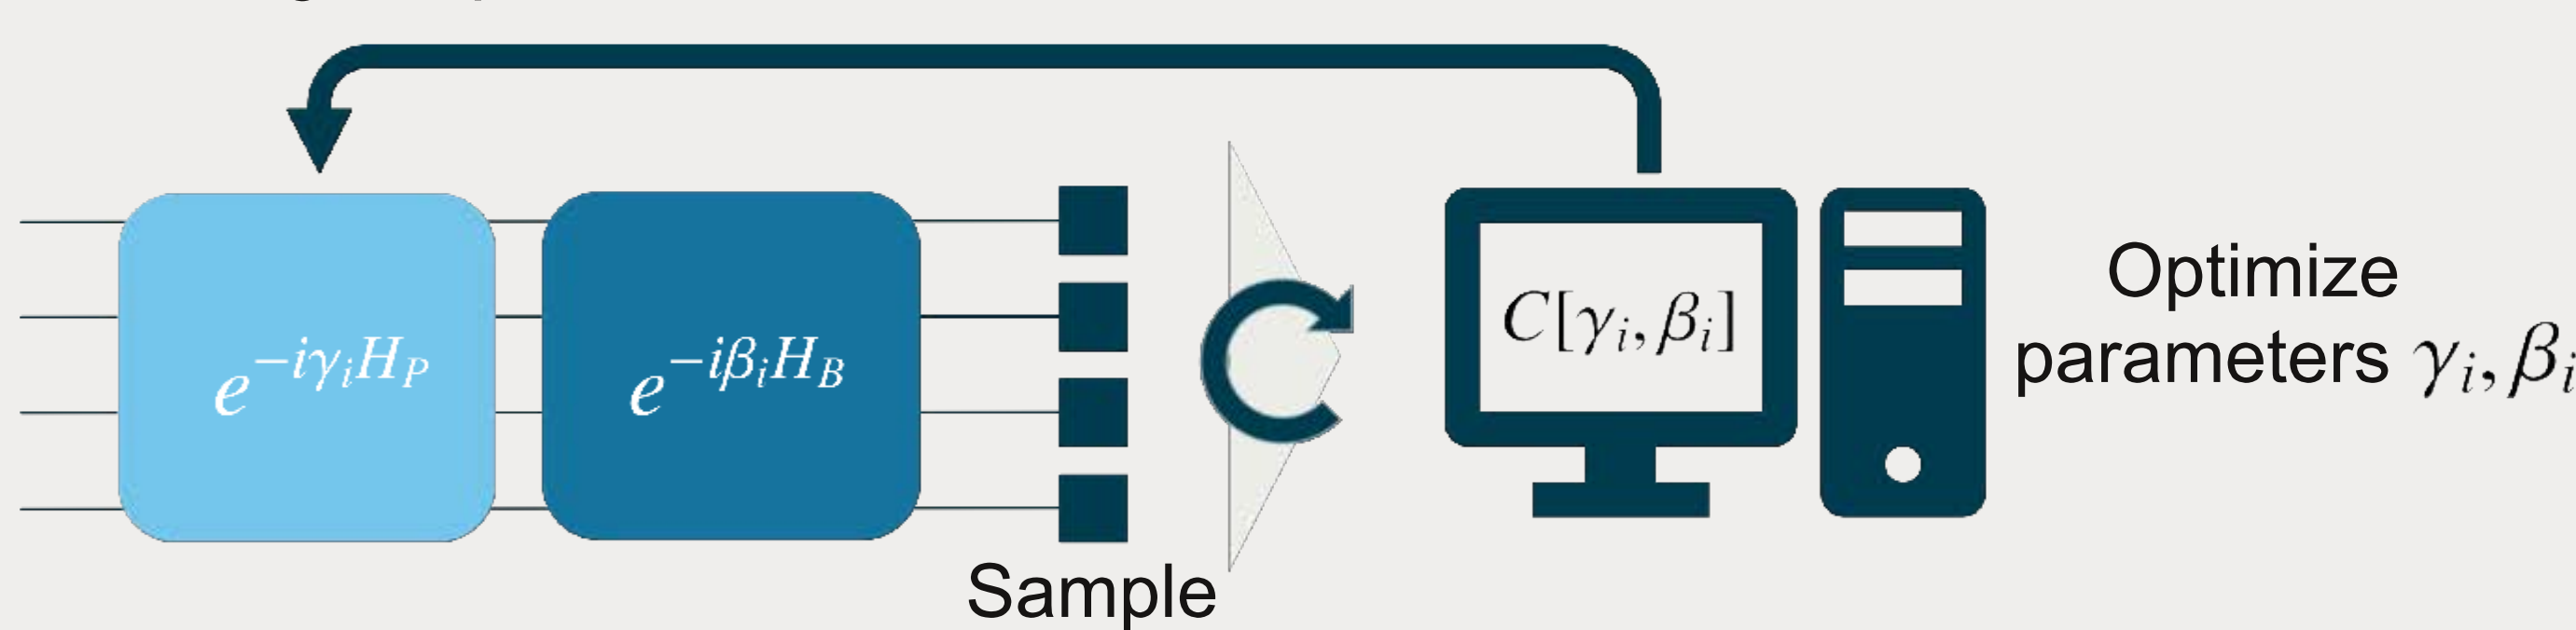 e^{-iγ_i H_P}
e^{-iβ_i H_B}
Sample
C[γ_i, β_i]
Optimize
parameters γ_i, β_i